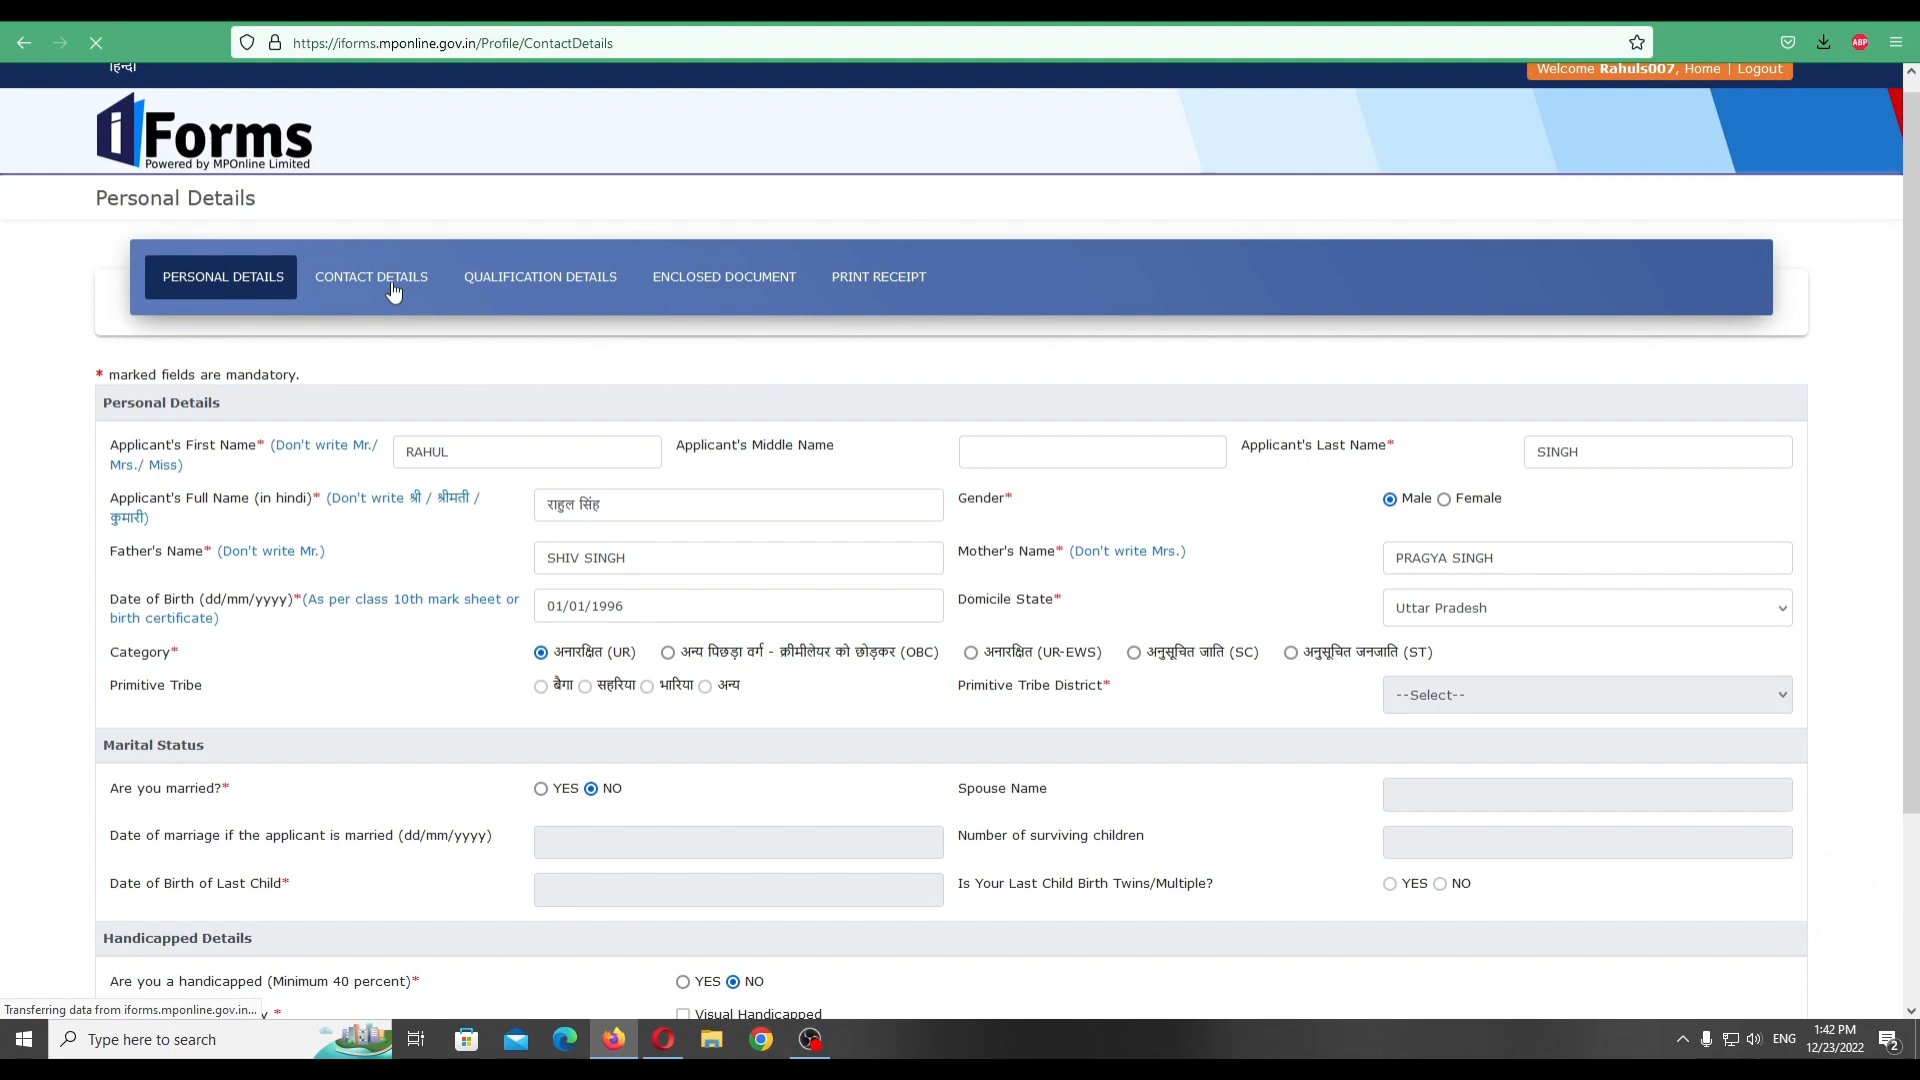 https://iforms.mponline.gov.in/Profile/ContactDetails
ABP
हिन्दी
Welcome Rahuls007, Home | Logout
iForms
Powered by MPOnline Limited
Personal Details
PERSONAL DETAILS CONTACT DETAILS QUALIFICATION DETAILS ENCLOSED DOCUMENT PRINT RECEIPT
* marked fields are mandatory.
Personal Details
Applicant's First Name* (Don't write Mr./ Mrs./ Miss) RAHUL Applicant's Middle Name Applicant's Last Name* SINGH
Applicant's Full Name (in hindi)* (Don't write श्री / श्रीमती / कुमारी) राहुल सिंह Gender* Male Female
Father's Name* (Don't write Mr.) SHIV SINGH Mother's Name* (Don't write Mrs.) PRAGYA SINGH
Date of Birth (dd/mm/yyyy)*(As per class 10th mark sheet or birth certificate) 01/01/1996 Domicile State* Uttar Pradesh
Category* अनारक्षित (UR) अन्य पिछड़ा वर्ग - क्रीमीलेयर को छोड़कर (OBC) अनारक्षित (UR-EWS) अनुसूचित जाति (SC) अनुसूचित जनजाति (ST)
Primitive Tribe बैगा सहरिया भारिया अन्य Primitive Tribe District* --Select--
Marital Status
Are you married?* YES NO Spouse Name
Date of marriage if the applicant is married (dd/mm/yyyy) Number of surviving children
Date of Birth of Last Child* Is Your Last Child Birth Twins/Multiple? YES NO
Handicapped Details
Are you a handicapped (Minimum 40 percent)* YES NO
Transferring data from iforms.mponline.gov.in... y * Visual Handicapped
Type here to search
ENG
1:42 PM
12/23/2022
2